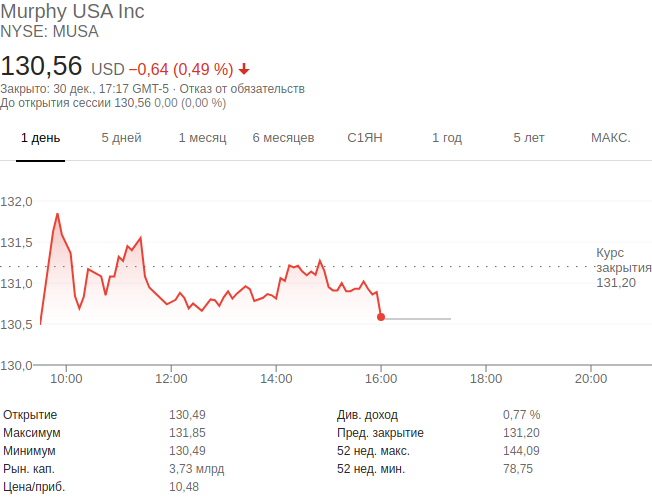 Murphy USA Inc
NYSE: MUSA
130,56 USD −0,64 (0,49 %)
Закрыто: 30 дек., 17:17 GMT-5 · Отказ от обязательств
До открытия сессии 130,56 0,00 (0,00 %)
1 день 5 дней 1 месяц 6 месяцев С1ЯН 1 год 5 лет МАКС.
132,0
131,5
Курс
закрытия
131,0 131,20
130,5
130,0
10:00 12:00 14:00 16:00 18:00 20:00
Открытие 130,49 Див. доход 0,77 %
Максимум 131,85 Пред. закрытие 131,20
Минимум 130,49 52 нед. макс. 144,09
Рын. кап. 3,73 млрд 52 нед. мин. 78,75
Цена/приб. 10,48